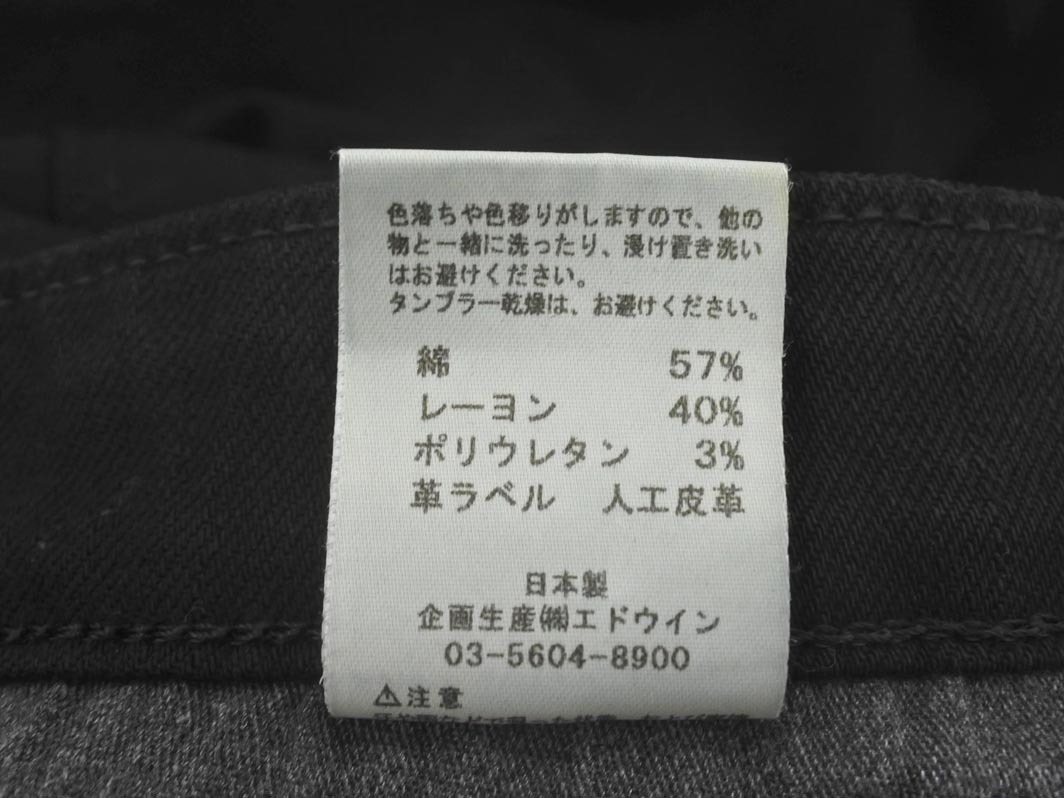 色落ちや色移りがしますので、他の
物と一緒に洗ったり、浸け置き洗い
はお避けください。
タンブラー乾燥は、お避けください。
綿 57%
レーヨン 40%
ポリウレタン 3%
革ラベル 人工皮革
日本製
企画生産㈱エドウイン
03-5604-8900
⚠注意